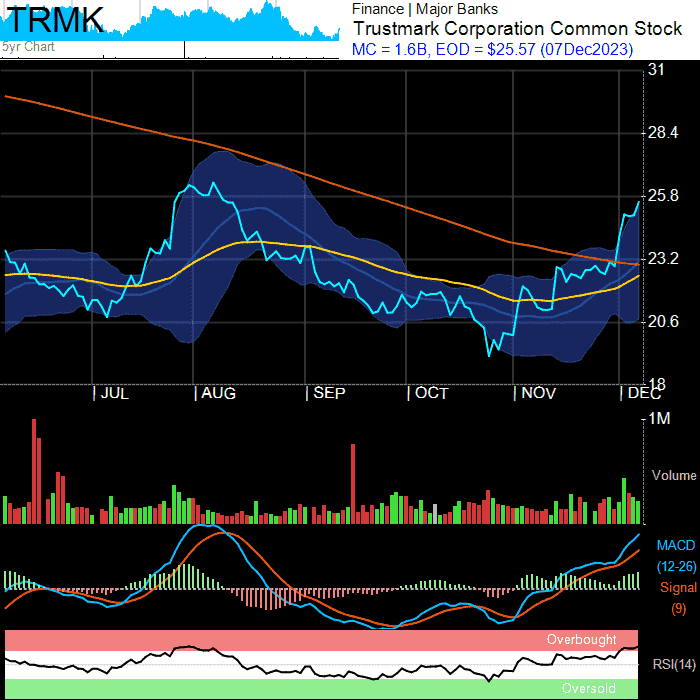 TRMK
5yr Chart
Finance | Major Banks
Trustmark Corporation Common Stock
MC = 1.6B, EOD = $25.57 (07Dec2023)
31
28.4
25.8
23.2
20.6
18
| JUL | AUG | SEP | OCT | NOV | DEC
1M
Volume
MACD
(12-26)
Signal
(9)
Overbought
RSI(14)
Oversold